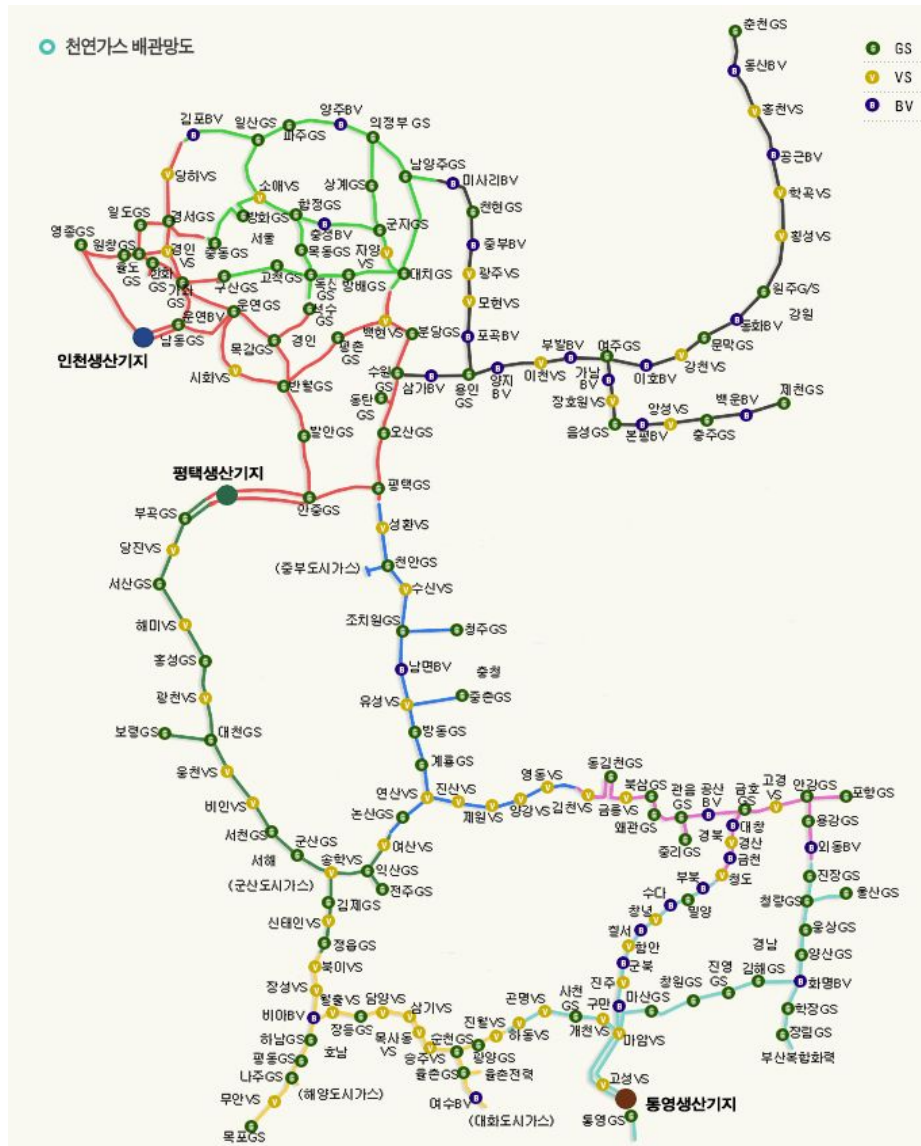 천연가스 배관망도
GS
VS
BV
춘천GS
동산BV
홍천VS
공근BV
학곡VS
횡성VS
원주G/S
강원
동화BV
문막GS
강천VS
이호BV
여주GS
부발BV
이천VS
양지BV
용인GS
삼가BV
가남BV
장호원VS
음성GS
본평BV
앙성VS
충주GS
백운BV
제천GS
김포BV
일산GS
파주GS
양주BV
의정부GS
남양주GS
미사리BV
천현GS
중부BV
광주VS
모현VS
포곡BV
당하VS
소애VS
상계GS
합정GS
방화GS
서울
중동GS
충정BV
군자GS
자양VS
목동GS
대치GS
방배GS
고척GS
구산GS
석수GS
일도GS
경서GS
영종GS
원창GS
율도GS
경인VS
한화GS
운연BV
운연GS
남동GS
인천생산기지
목감GS
경인
평촌GS
백현VS
분당GS
시화VS
반월GS
수원GS
동탄GS
발안GS
오산GS
평택생산기지
안중GS
평택GS
부곡GS
당진VS
서산GS
해미VS
홍성GS
광천VS
보령GS
대천GS
웅천VS
비인VS
서천GS
서해
군산GS
(군산도시가스)
성환VS
천안GS
(중부도시가스)
수신VS
조치원GS
청주GS
남면BV
충청
유성VS
중촌GS
방동GS
계룡GS
연산VS
진산VS
제원VS
양강VS
영동VS
김천VS
논산GS
여산VS
익산GS
전주GS
송학VS
김제GS
신태인VS
정읍GS
북이VS
장성VS
비아BV
하남GS
평동GS
나주GS
무안VS
목포GS
호남
(해양도시가스)
월출VS
장등GS
담양VS
목사동VS
삼기VS
승주VS
순천GS
광양GS
율촌GS
율촌전력
여수BV
(대화도시가스)
진월VS
하동VS
곤명VS
사천GS
개천VS
구만
마암VS
고성VS
통영생산기지
통영GS
동김천GS
금릉VS
북삼GS
왜관GS
관음GS
중리GS
공산BV
금호GS
고경VS
안강GS
포항GS
용강GS
외동BV
진장GS
청량GS
울산GS
웅상GS
양산GS
화명BV
학장GS
장림GS
부산복합화력
경북
대창
경산
금천
청도
부북
밀양
수다
창녕
칠서
함안
군북
진주
마산GS
창원GS
진영GS
김해GS
경남